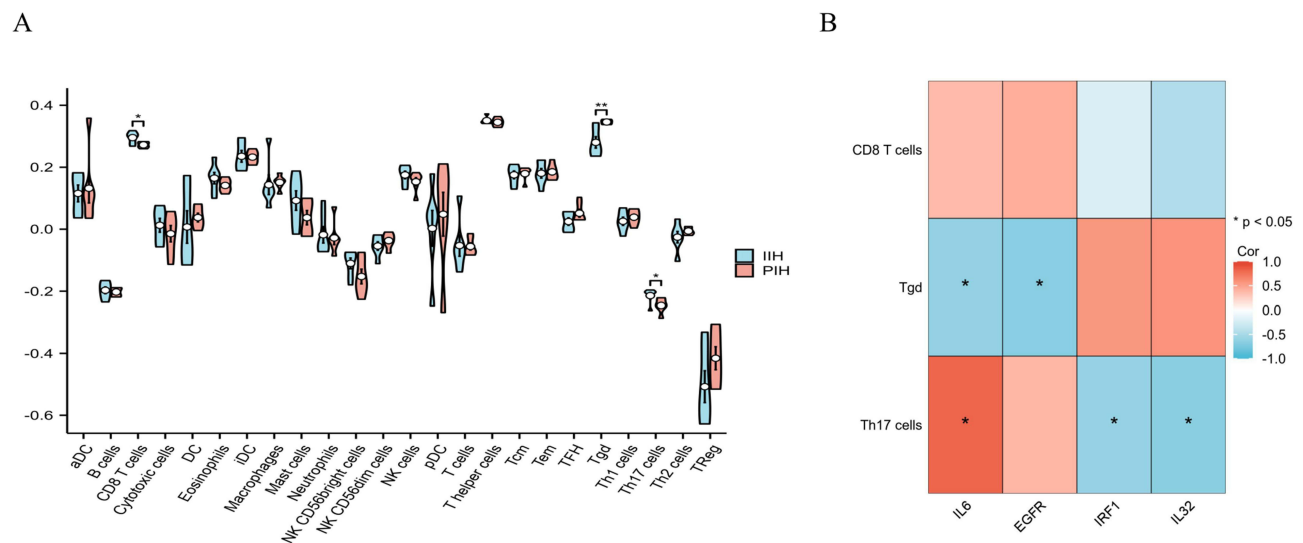 A
B
0.4
0.2
0.0
-0.2
-0.4
-0.6
*
**
*
aDC
B cells
CD8 T cells
Cytotoxic cells
DC
Eosinophils
iDC
Macrophages
Mast cells
Neutrophils
NK CD56bright cells
NK CD56dim cells
NK cells
pDC
T cells
T helper cells
Tcm
Tem
TFH
Tgd
Th1 cells
Th17 cells
Th2 cells
TReg
IIH
PIH
CD8 T cells
Tgd
Th17 cells
*
*
*
*
*
IL6
EGFR
IRF1
IL32
* p < 0.05
Cor
1.0
0.5
0.0
-0.5
-1.0